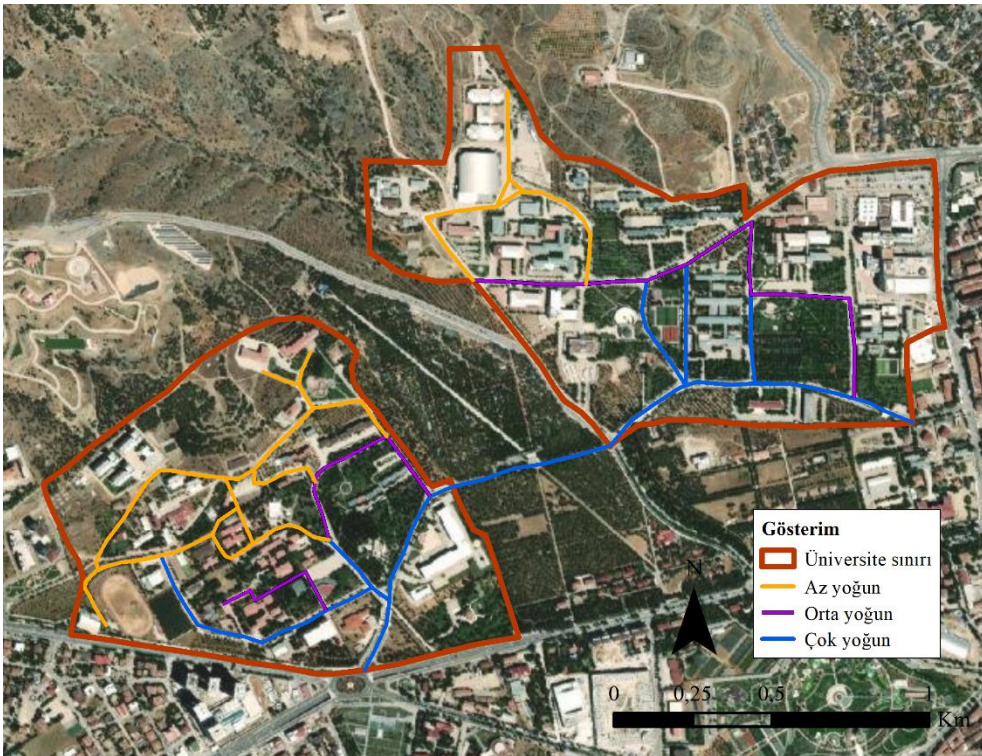 Gösterim
Üniversite sınırı
Az yoğun
Orta yoğun
Çok yoğun
N
0 0,25 0,5 1
Km